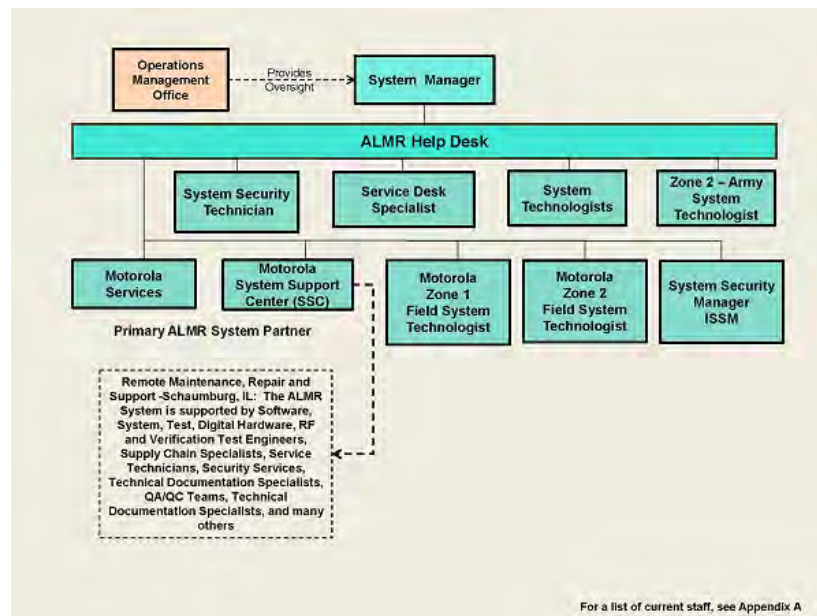 Operations
Management
Office
Provides
Oversight
System Manager
ALMR Help Desk
System Security
Technician
Service Desk
Specialist
System
Technologists
Zone 2 – Army
System
Technologist
Motorola
Services
Motorola
System Support
Center (SSC)
Motorola
Zone 1
Field System
Technologist
Motorola
Zone 2
Field System
Technologist
System Security
Manager
ISSM
Primary ALMR System Partner
Remote Maintenance, Repair and
Support -Schaumburg, IL: The ALMR
System is supported by Software,
System, Test, Digital Hardware, RF
and Verification Test Engineers,
Supply Chain Specialists, Service
Technicians, Security Services,
Technical Documentation Specialists,
QA/QC Teams, Technical
Documentation Specialists, and many
others
For a list of current staff, see Appendix A